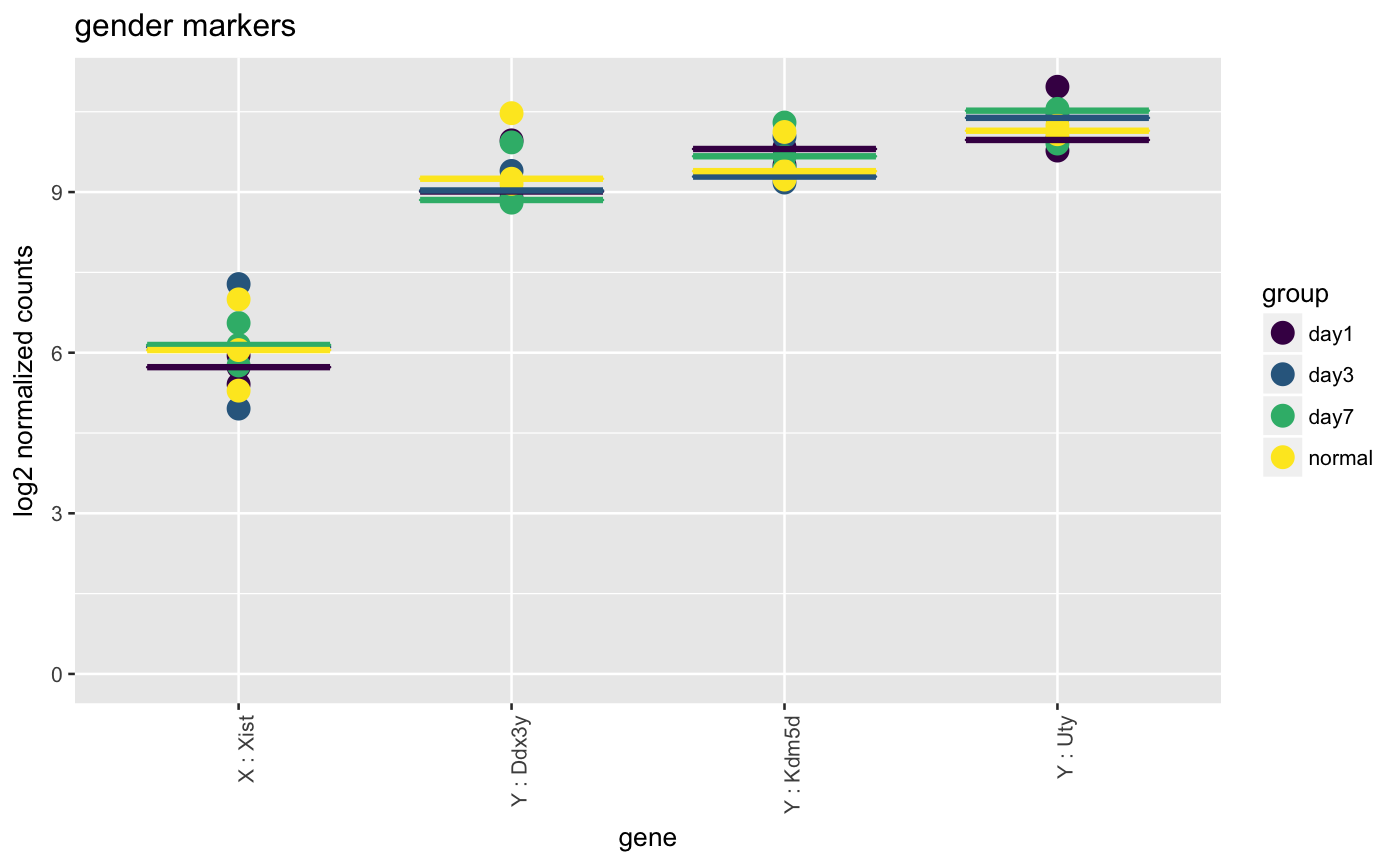 gender markers
log2 normalized counts
9
6
3
0
X : Xist
Y : Ddx3y
Y : Kdm5d
Y : Uty
gene
group
day1
day3
day7
normal